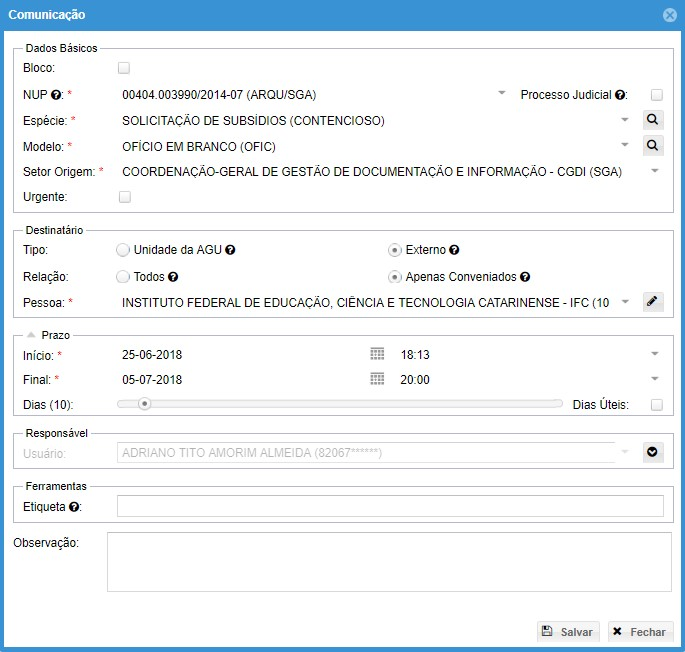 Comunicação
Dados Básicos
Bloco:
NUP ?: * 00404.003990/2014-07 (ARQU/SGA) Processo Judicial ?:
Espécie: * SOLICITAÇÃO DE SUBSÍDIOS (CONTENCIOSO)
Modelo: * OFÍCIO EM BRANCO (OFIC)
Setor Origem: * COORDENAÇÃO-GERAL DE GESTÃO DE DOCUMENTAÇÃO E INFORMAÇÃO - CGDI (SGA)
Urgente:
Destinatário
Tipo: Unidade da AGU ? Externo ?
Relação: Todos ? Apenas Conveniados ?
Pessoa: * INSTITUTO FEDERAL DE EDUCAÇÃO, CIÊNCIA E TECNOLOGIA CATARINENSE - IFC (10
Prazo
Início: * 25-06-2018 18:13
Final: * 05-07-2018 20:00
Dias (10): Dias Úteis:
Responsável
Usuário: ADRIANO TITO AMORIM ALMEIDA (82067******)
Ferramentas
Etiqueta ?:
Observação:
Salvar Fechar